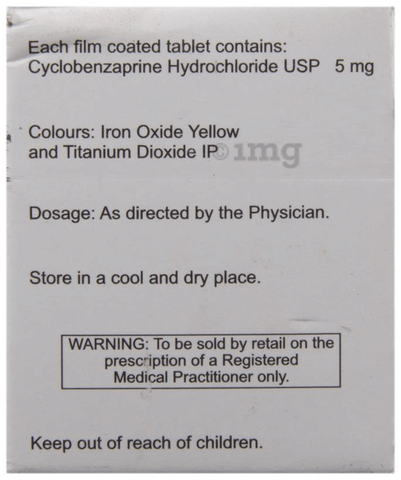 Each film coated tablet contains:
Cyclobenzaprine Hydrochloride USP 5 mg
Colours: Iron Oxide Yellow
and Titanium Dioxide IP
1mg
Dosage: As directed by the Physician.
Store in a cool and dry place.
WARNING: To be sold by retail on the
prescription of a Registered
Medical Practitioner only.
Keep out of reach of children.